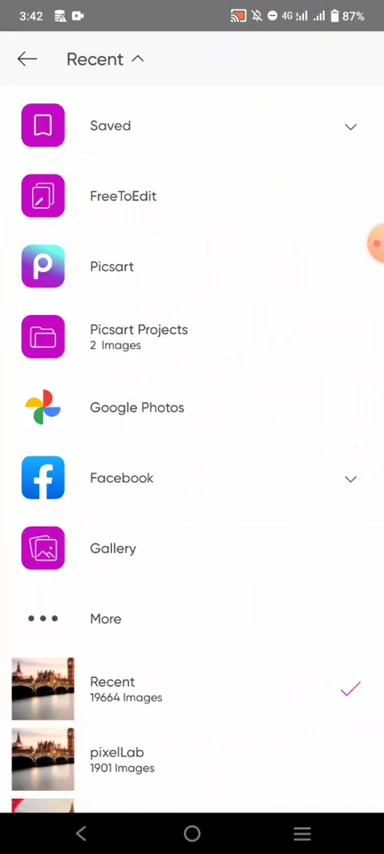 3:42
4G
87%
Recent
Saved
FreeToEdit
Picsart
Picsart Projects
2 Images
Google Photos
Facebook
Gallery
More
Recent
19664 Images
pixelLab
1901 Images